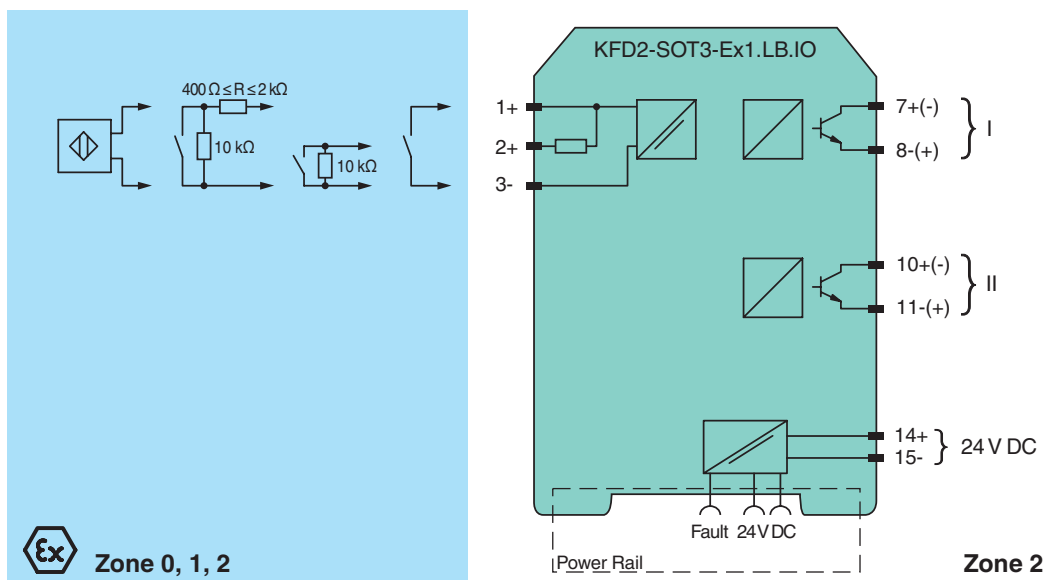 KFD2-SOT3-Ex1.LB.IO
400 Ω ≤ R ≤ 2 kΩ
10 kΩ
10 kΩ
1+
2+
3-
7+(-)
8-(+)
I
10+(-)
11-(+)
II
14+
15-
24 V DC
Fault
24 V DC
Power Rail
Ex
Zone 0, 1, 2
Zone 2